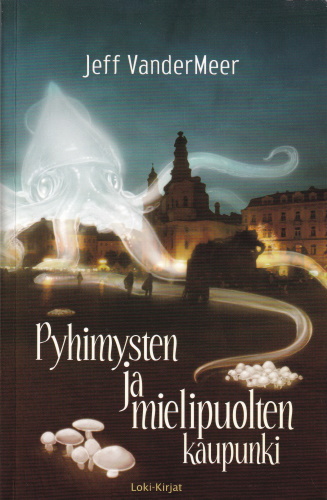 Jeff VanderMeer
Pyhimysten
ja
mielipuolten
kaupunki
Loki-Kirjat